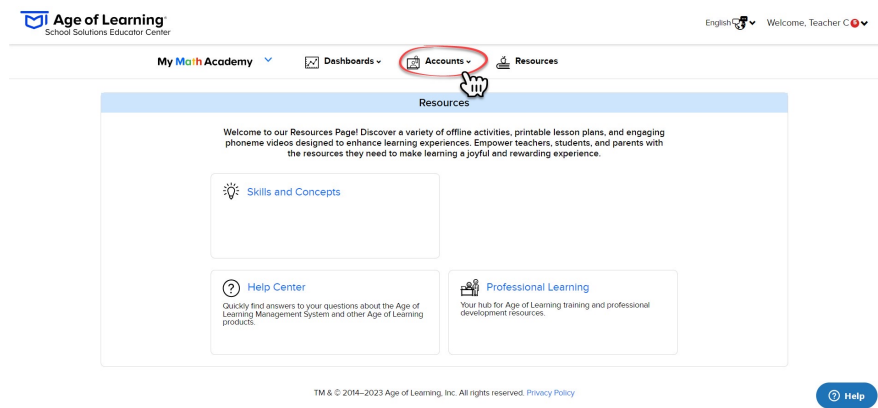 Age of Learning®
School Solutions Educator Center
English
Welcome, Teacher C
My Math Academy
Dashboards
Accounts
Resources
Resources
Welcome to our Resources Page! Discover a variety of offline activities, printable lesson plans, and engaging
phoneme videos designed to enhance learning experiences. Empower teachers, students, and parents with
the resources they need to make learning a joyful and rewarding experience.
Skills and Concepts
? Help Center
Quickly find answers to your questions about the Age of
Learning Management System and other Age of Learning
products.
Professional Learning
Your hub for Age of Learning training and professional
development resources.
TM & © 2014–2023 Age of Learning, Inc. All rights reserved. Privacy Policy
? Help